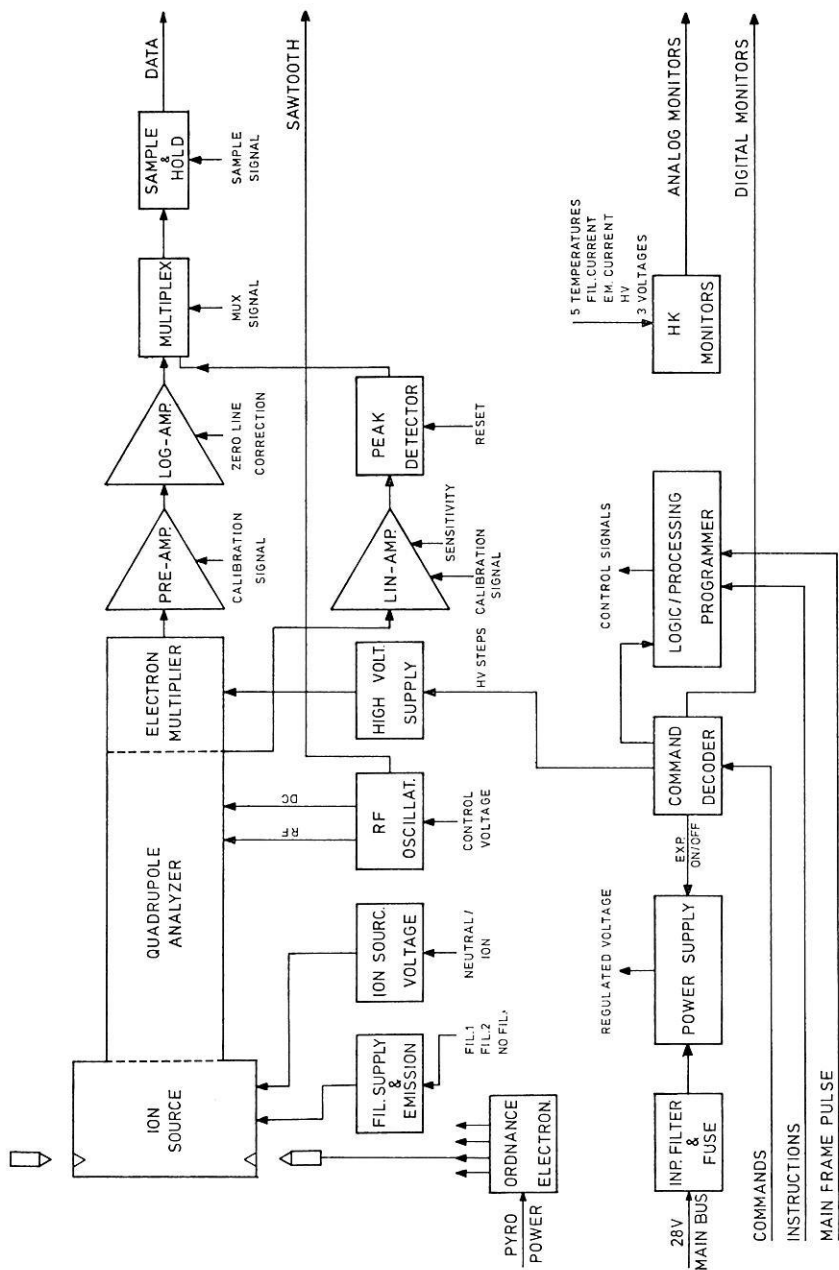 ION
SOURCE
QUADRUPOLE
ANALYZER
ELECTRON
MULTIPLIER
PRE-AMP.
LOG-AMP.
MULTIPLEX
SAMPLE
&
HOLD
DATA
CALIBRATION
SIGNAL
ZERO LINE
CORRECTION
MUX
SIGNAL
SAMPLE
SIGNAL
SAWTOOTH
RF
DC
FIL. SUPPLY
&
EMISSION
ION SOURC.
VOLTAGE
RF
OSCILLAT.
HIGH VOLT.
SUPPLY
LIN-AMP.
PEAK
DETECTOR
FIL.1
FIL.2
NO FIL.
NEUTRAL/
ION
CONTROL
VOLTAGE
HV STEPS
CALIBRATION
SIGNAL
SENSITIVITY
RESET
PYRO
POWER
ORDNANCE
ELECTRON.
5 TEMPERATURES
FIL.CURRENT
EM. CURRENT
HV
3 VOLTAGES
REGULATED VOLTAGE
CONTROL SIGNALS
28V
MAIN BUS
INP. FILTER
&
FUSE
POWER SUPPLY
EXP.
ON/OFF
COMMAND
DECODER
LOGIC/PROCESSING
PROGRAMMER
HK
MONITORS
ANALOG MONITORS
DIGITAL MONITORS
COMMANDS
INSTRUCTIONS
MAIN FRAME PULSE